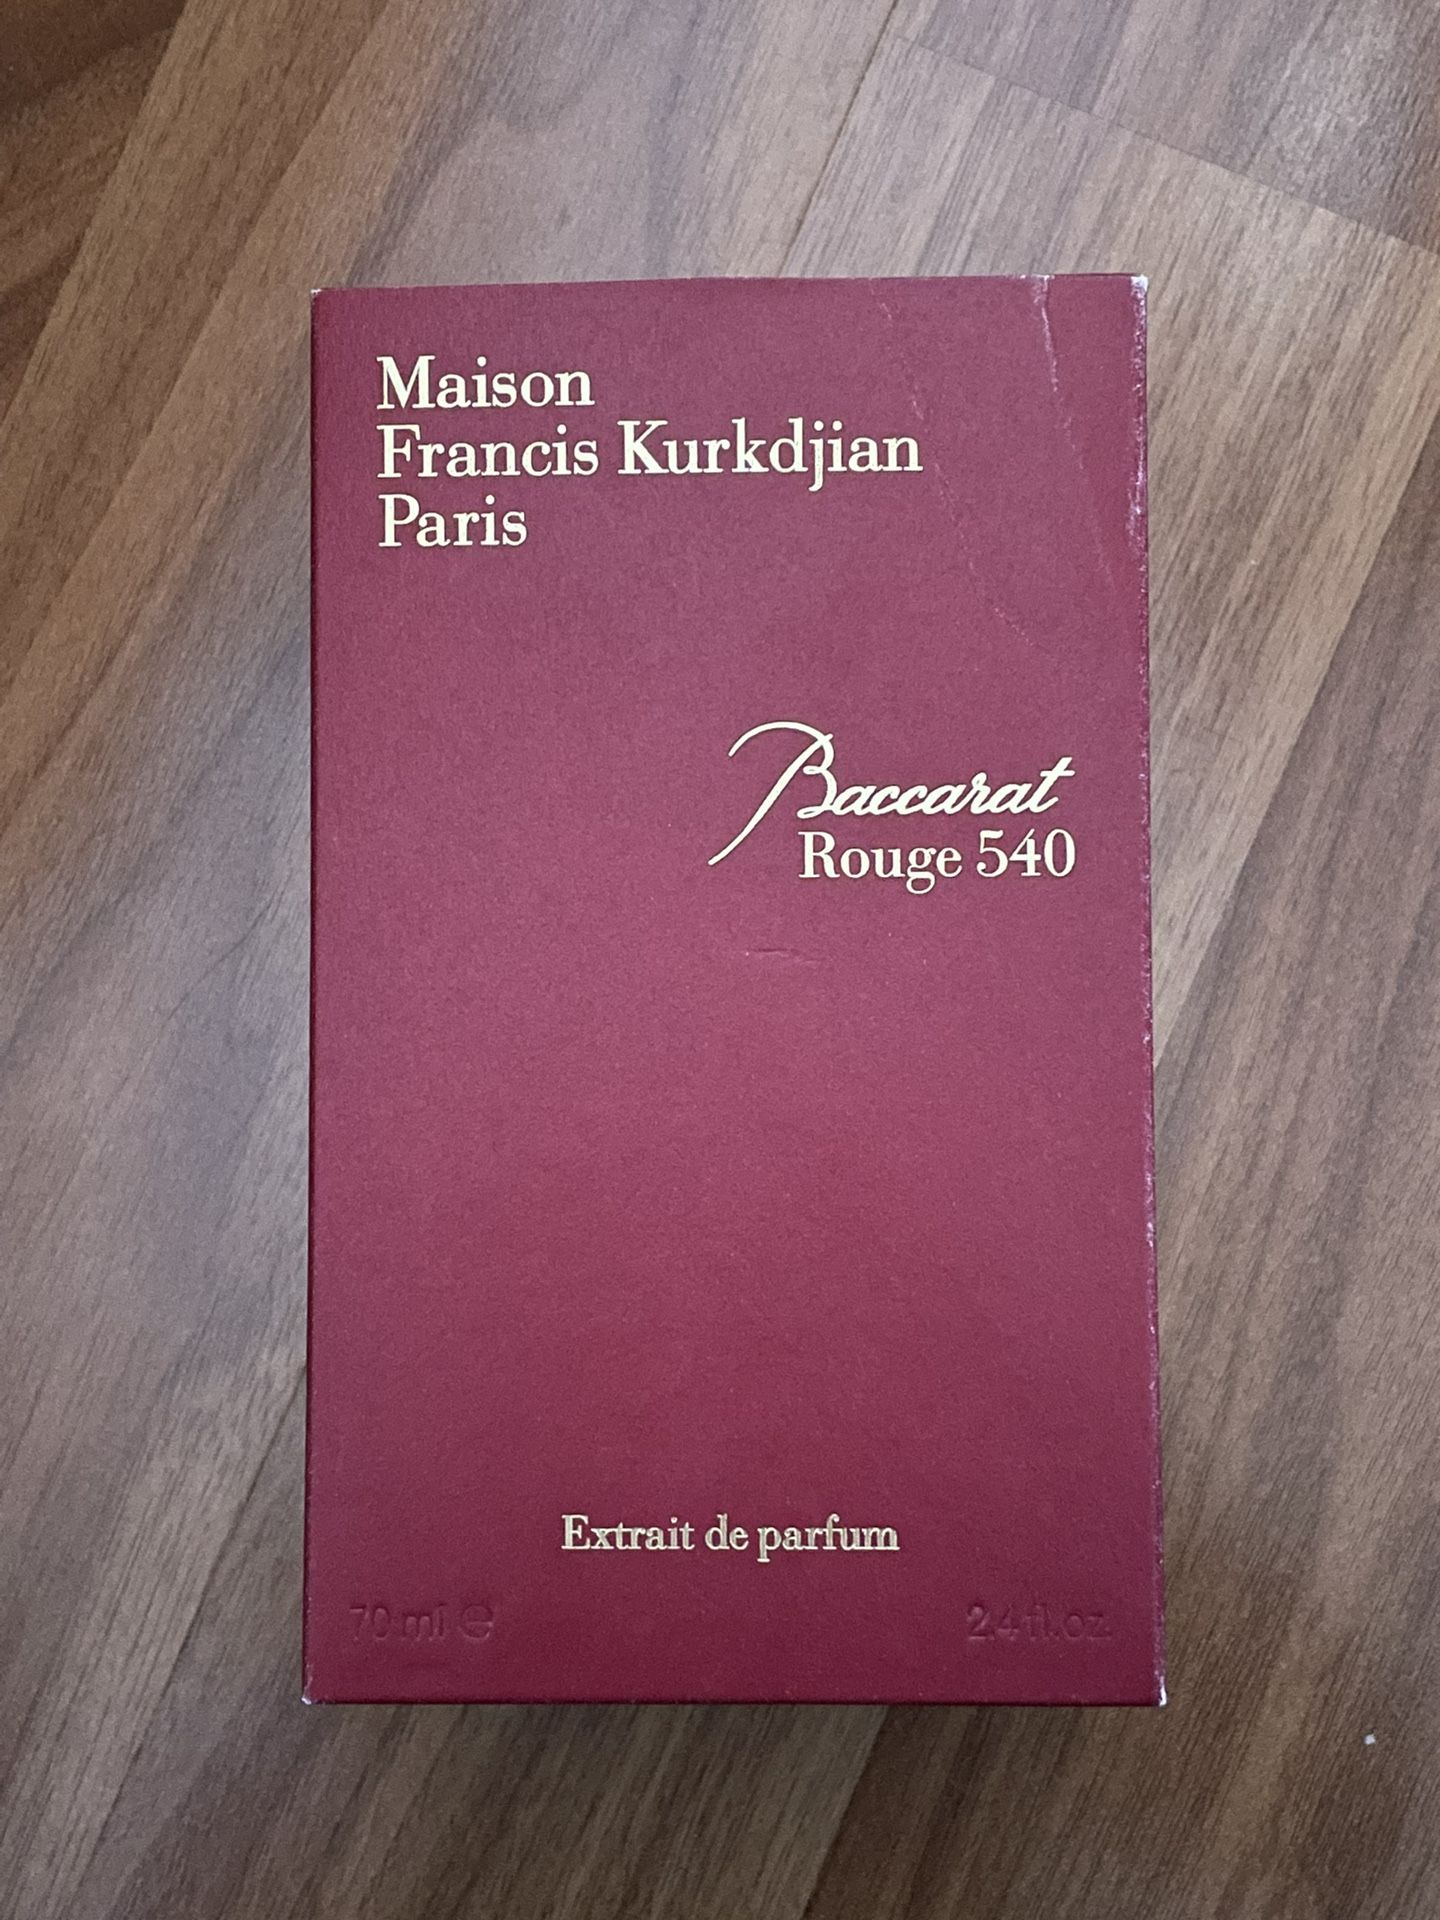 Maison
Francis Kurkdjian
Paris
Baccarat
Rouge 540
Extrait de parfum
70 ml ℮ 2.4 fl.oz.